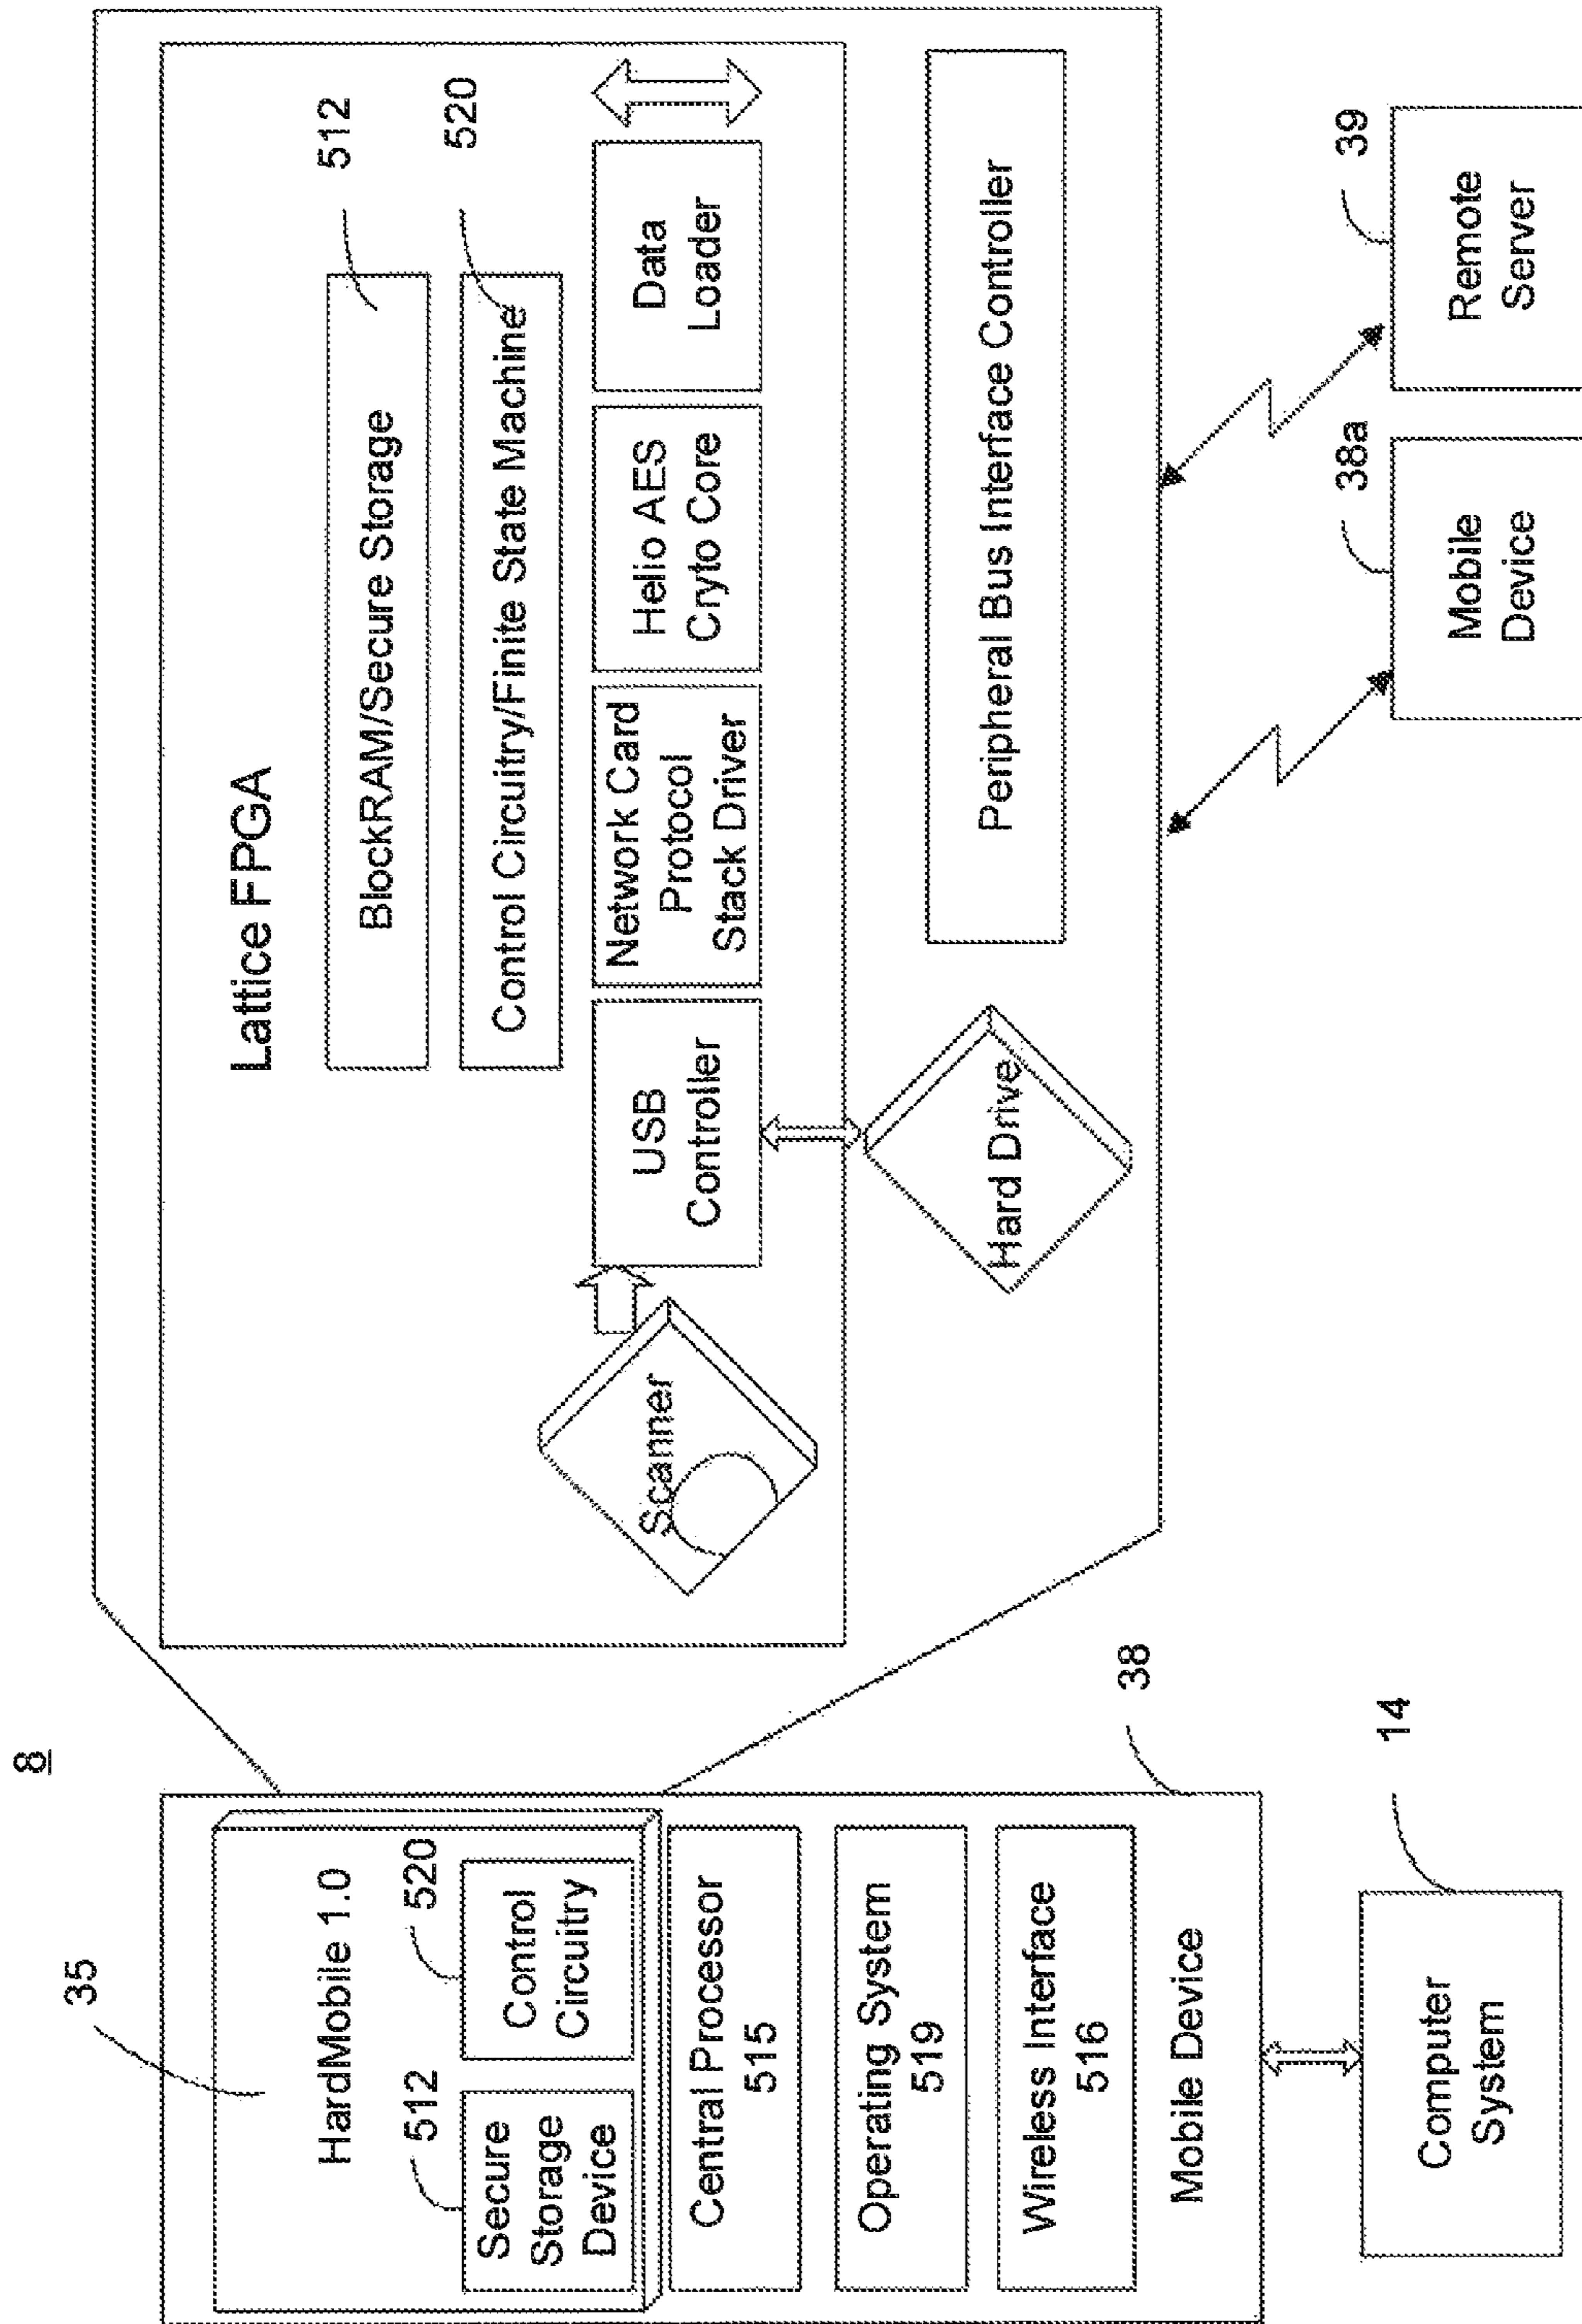 8
35
HardMobile 1.0
512
520
Secure
Storage
Device
Control
Circuitry
Central Processor
515
Operating System
519
Wireless Interface
516
Mobile Device
38
14
Computer
System
Lattice FPGA
512
BlockRAM/Secure Storage
520
Control Circuitry/Finite State Machine
Scanner
USB
Controller
Network Card
Protocol
Stack Driver
Helio AES
Cryto Core
Data
Loader
Hard Drive
Peripheral Bus Interface Controller
38a
Mobile
Device
39
Remote
Server